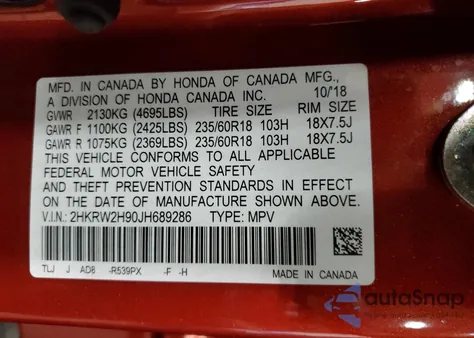 MFD. IN CANADA BY HONDA OF CANADA MFG.,
A DIVISION OF HONDA CANADA INC. 10/18
GVWR 2130KG (4695LBS) TIRE SIZE RIM SIZE
GAWR F 1100KG (2425LBS) 235/60R18 103H 18X7.5J
GAWR R 1075KG (2369LBS) 235/60R18 103H 18X7.5J
THIS VEHICLE CONFORMS TO ALL APPLICABLE
FEDERAL MOTOR VEHICLE SAFETY
AND THEFT PREVENTION STANDARDS IN EFFECT
ON THE DATE OF MANUFACTURE SHOWN ABOVE.
V.I.N.: 2HKRW2H90JH689286 TYPE: MPV
TLJ J AD8 -R539PX -F -H
MADE IN CANADA
autoSnap